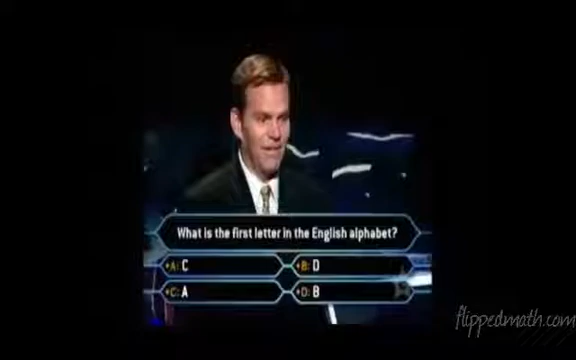 What is the first letter in the English alphabet?
A: C
B: D
C: A
D: B
flippedmath.com